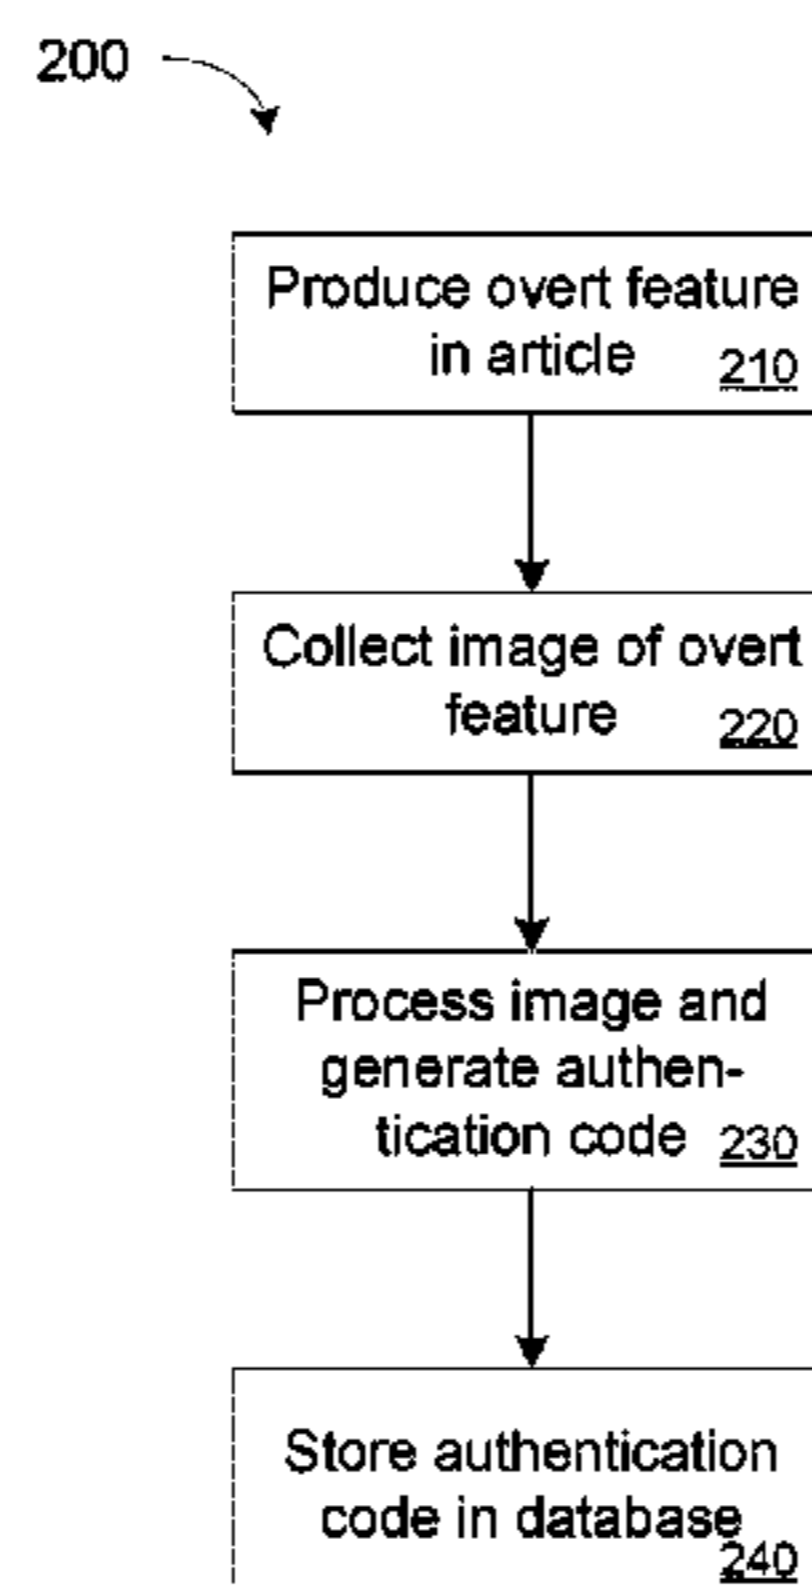 200
Produce overt feature
in article 210
Collect image of overt
feature 220
Process image and
generate authen-
tication code 230
Store authentication
code in database
240